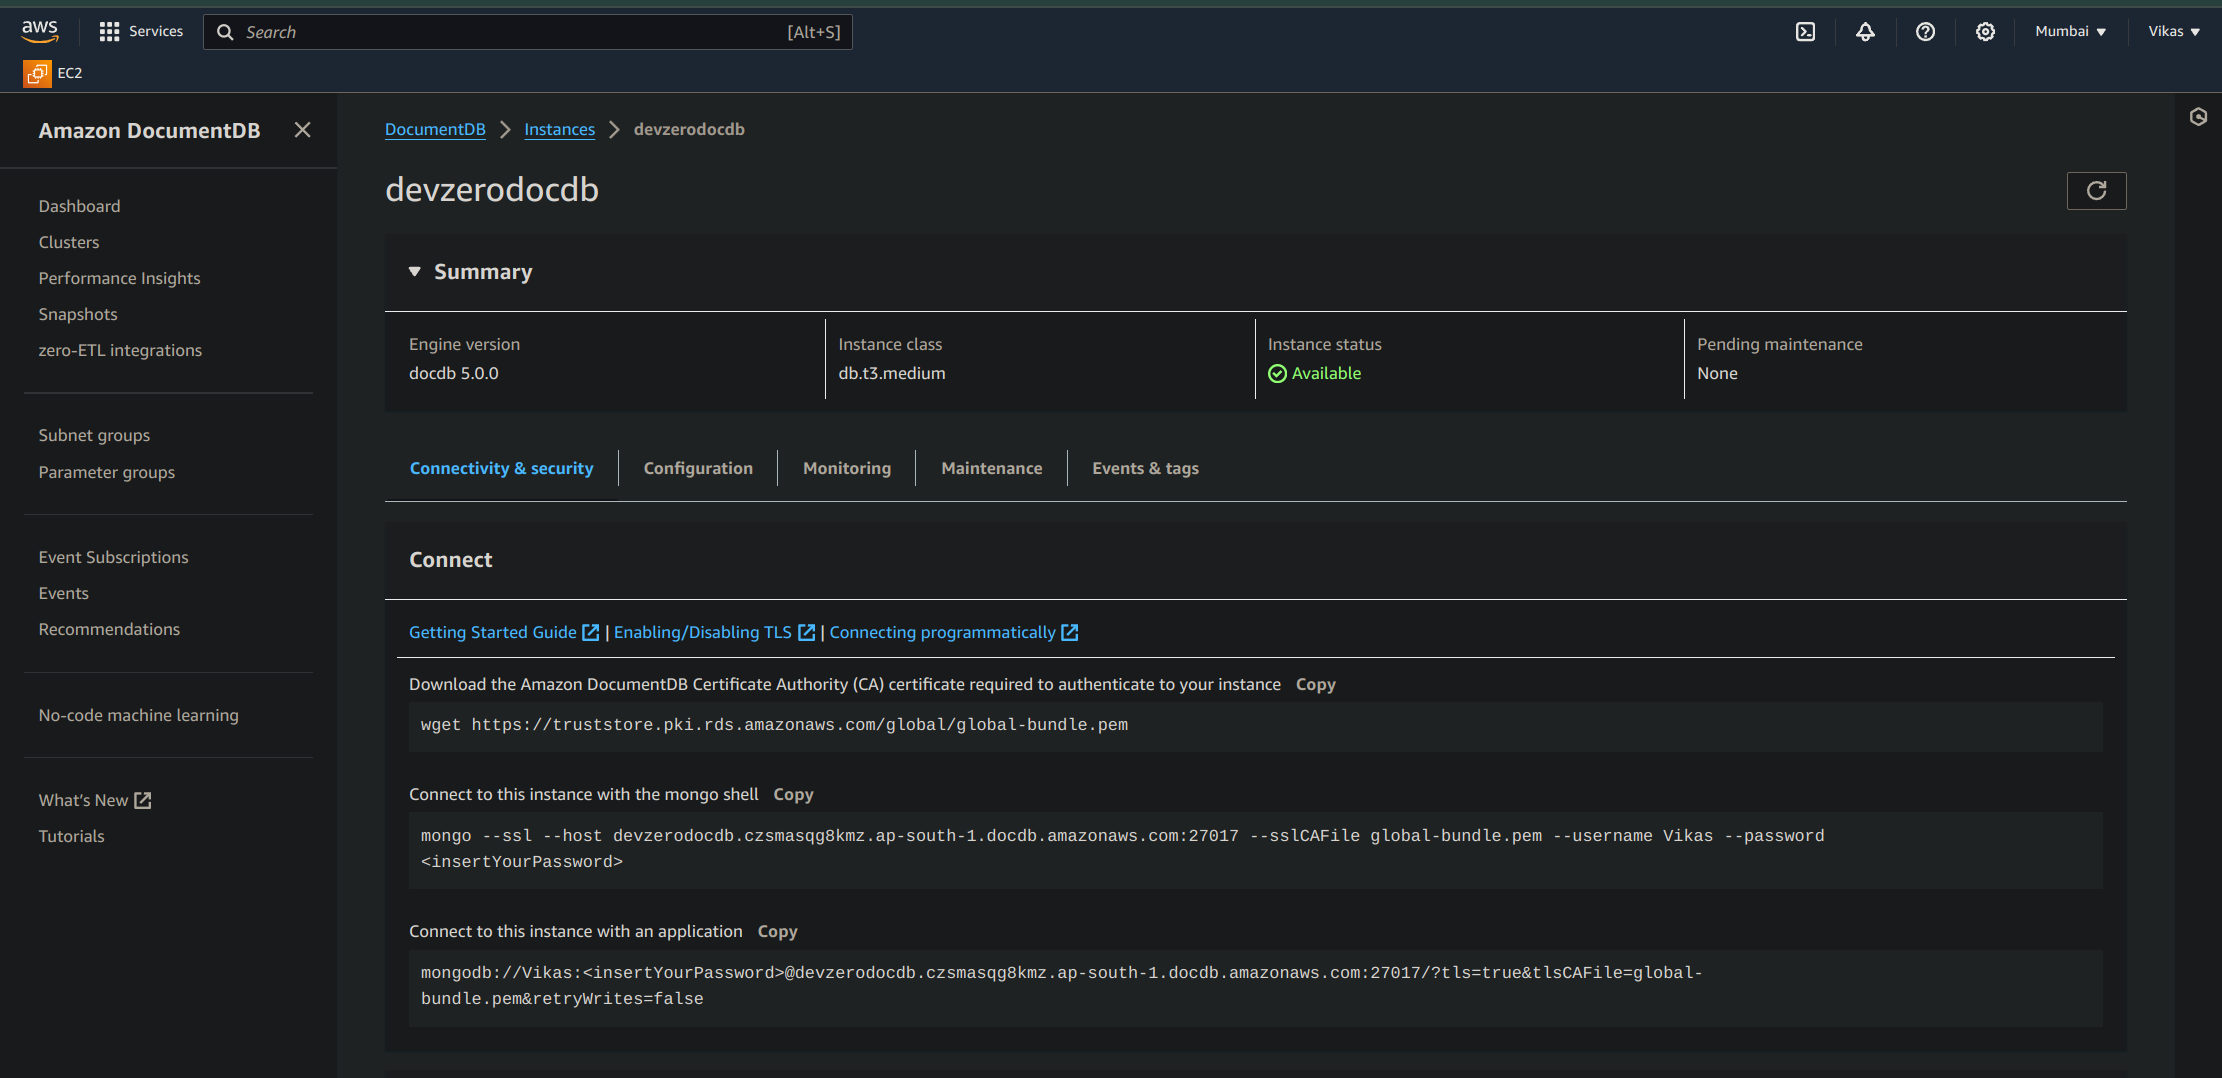 aws
Services
Search
[Alt+S]
Mumbai
Vikas
EC2
Amazon DocumentDB
Dashboard
Clusters
Performance Insights
Snapshots
zero-ETL integrations
Subnet groups
Parameter groups
Event Subscriptions
Events
Recommendations
No-code machine learning
What's New
Tutorials
DocumentDB > Instances > devzerodocdb
devzerodocdb
Summary
Engine version
docdb 5.0.0
Instance class
db.t3.medium
Instance status
Available
Pending maintenance
None
Connectivity & security
Configuration
Monitoring
Maintenance
Events & tags
Connect
Getting Started Guide | Enabling/Disabling TLS | Connecting programmatically
Download the Amazon DocumentDB Certificate Authority (CA) certificate required to authenticate to your instance Copy
wget https://truststore.pki.rds.amazonaws.com/global/global-bundle.pem
Connect to this instance with the mongo shell Copy
mongo --ssl --host devzerodocdb.czsmasqg8kmz.ap-south-1.docdb.amazonaws.com:27017 --sslCAFile global-bundle.pem --username Vikas --password
<insertYourPassword>
Connect to this instance with an application Copy
mongodb://Vikas:<insertYourPassword>@devzerodocdb.czsmasqg8kmz.ap-south-1.docdb.amazonaws.com:27017/?tls=true&tlsCAFile=global-
bundle.pem&retryWrites=false